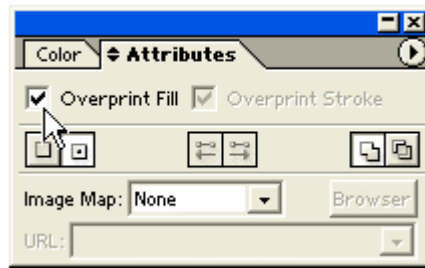 Color Attributes
Overprint Fill Overprint Stroke
Image Map: None Browser
URL: